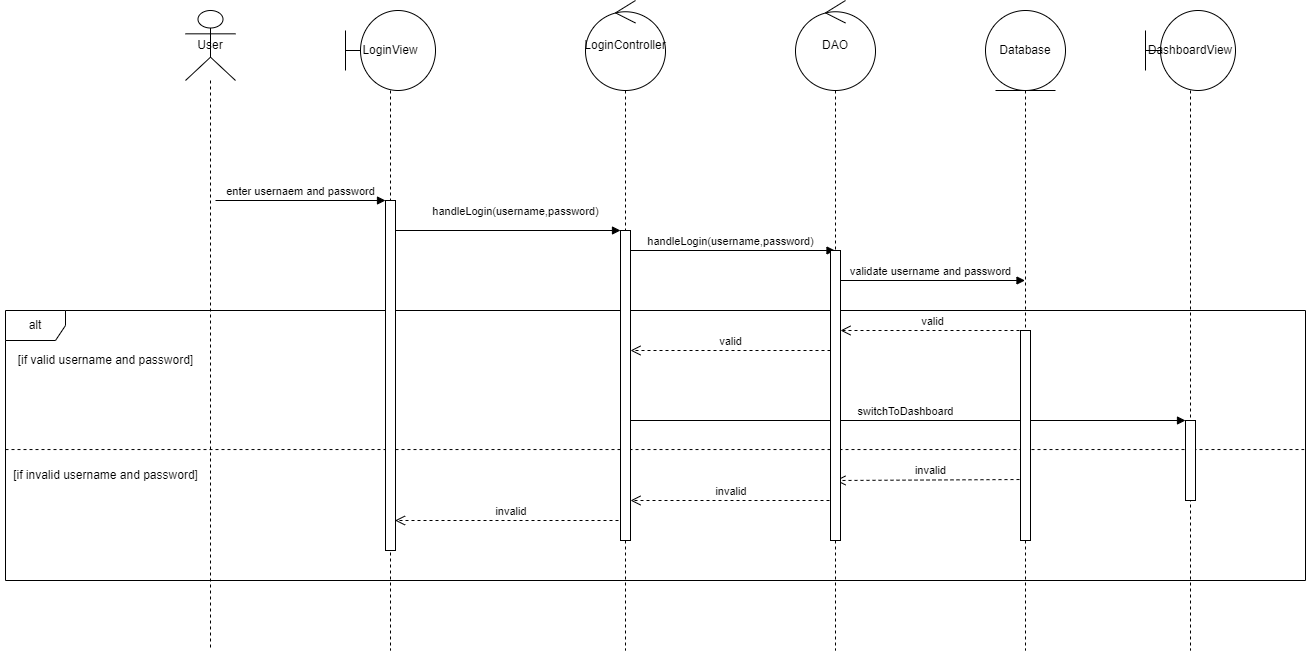 User
LoginView
LoginController
DAO
Database
DashboardView
enter usernaem and password
handleLogin(username,password)
handleLogin(username,password)
validate username and password
alt
valid
valid
[if valid username and password]
switchToDashboard
[if invalid username and password]
invalid
invalid
invalid